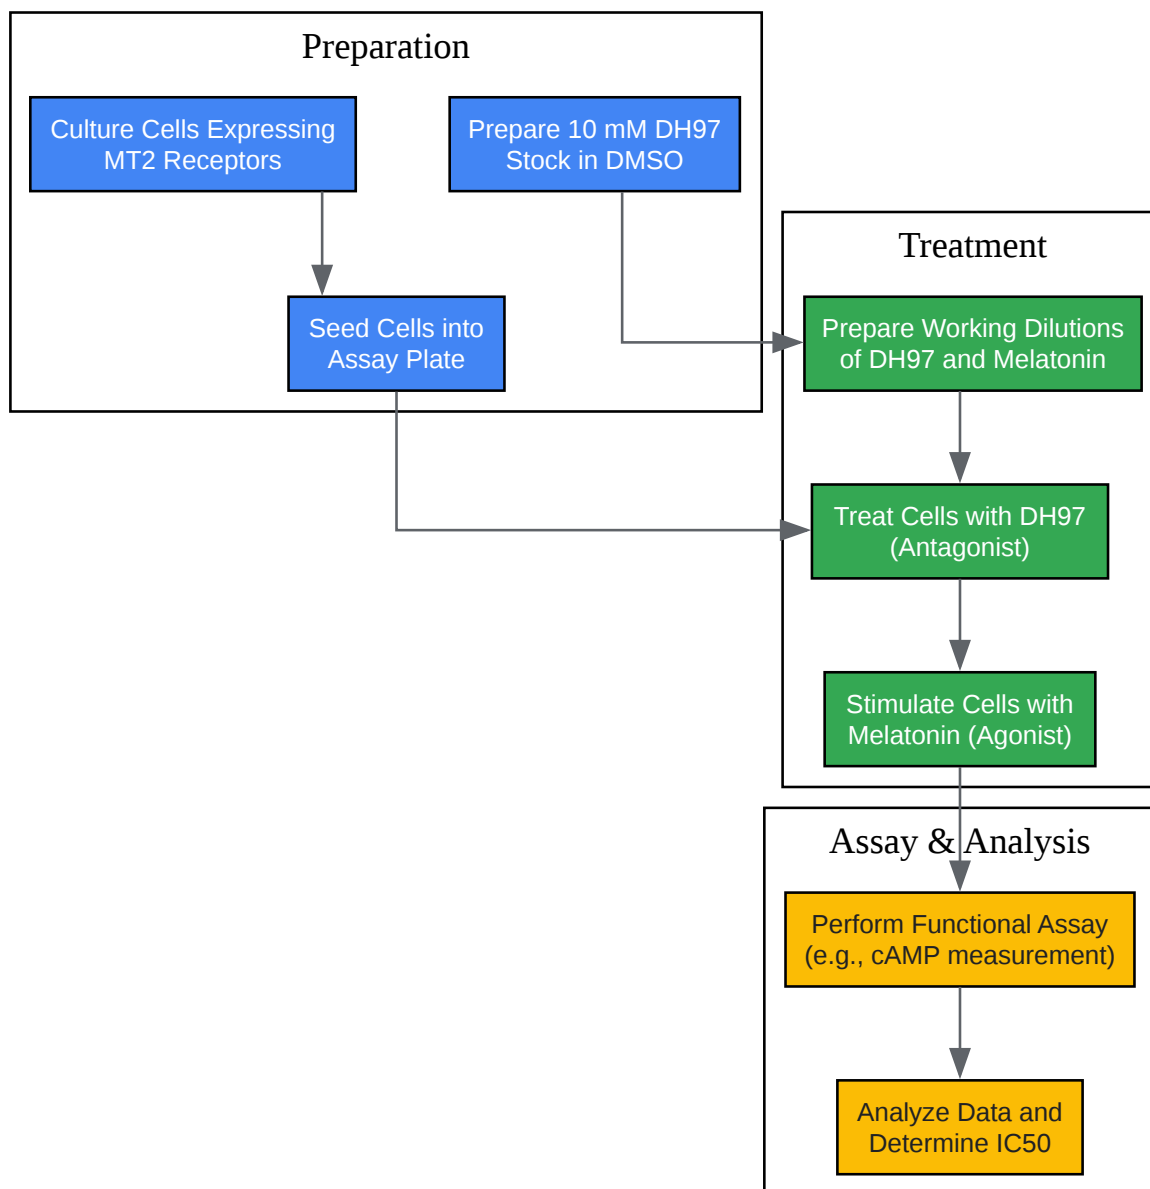 Preparation
Culture Cells Expressing
MT2 Receptors
Prepare 10 mM DH97
Stock in DMSO
Seed Cells into
Assay Plate
Treatment
Prepare Working Dilutions
of DH97 and Melatonin
Treat Cells with DH97
(Antagonist)
Stimulate Cells with
Melatonin (Agonist)
Assay & Analysis
Perform Functional Assay
(e.g., cAMP measurement)
Analyze Data and
Determine IC50